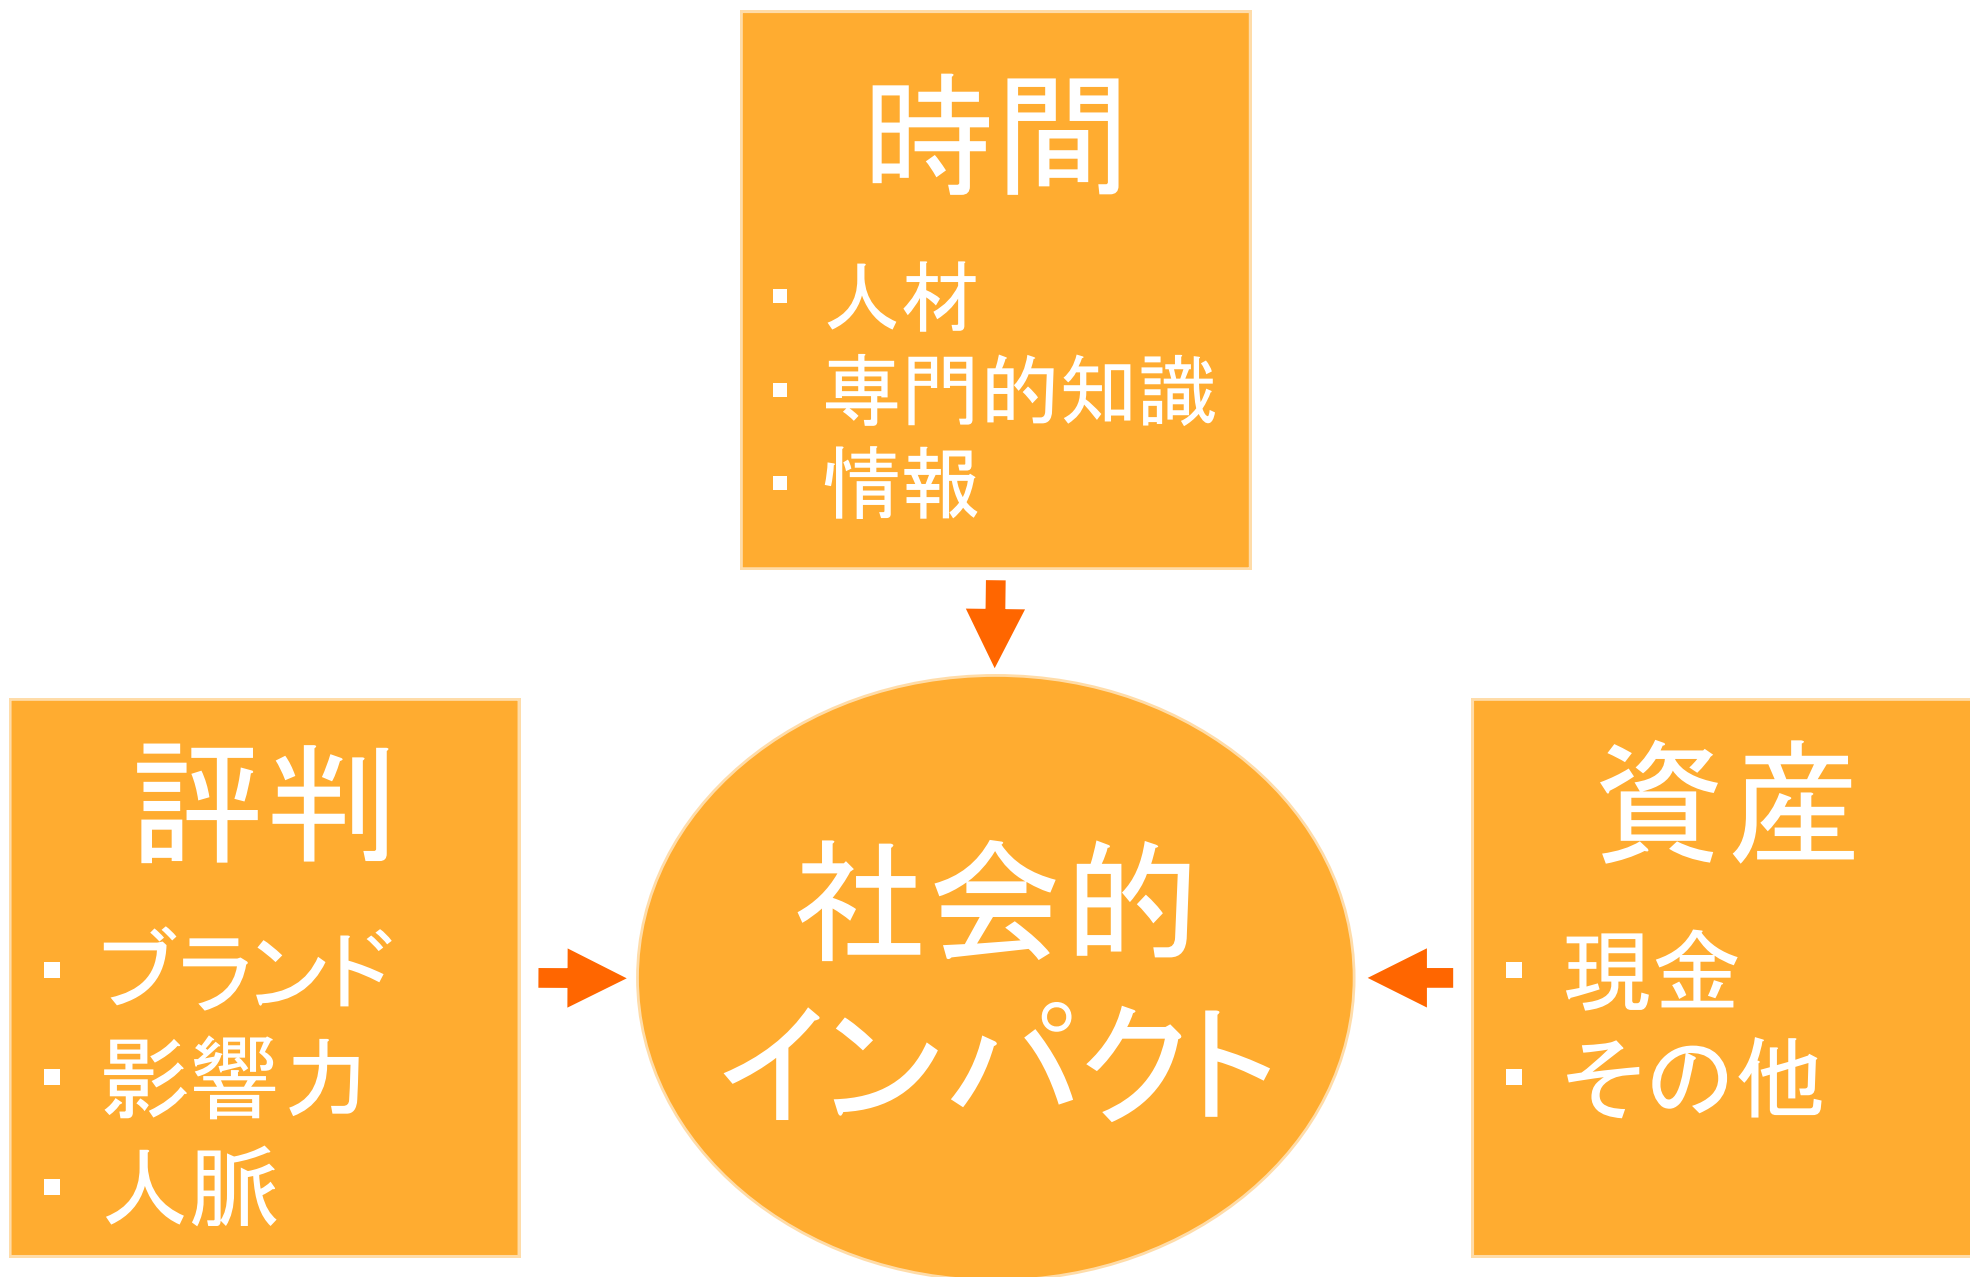 時間
▪ 人材
▪ 専門的知識
▪ 情報
評判
▪ ブランド
▪ 影響力
▪ 人脈
社会的
インパクト
資産
▪ 現金
▪ その他